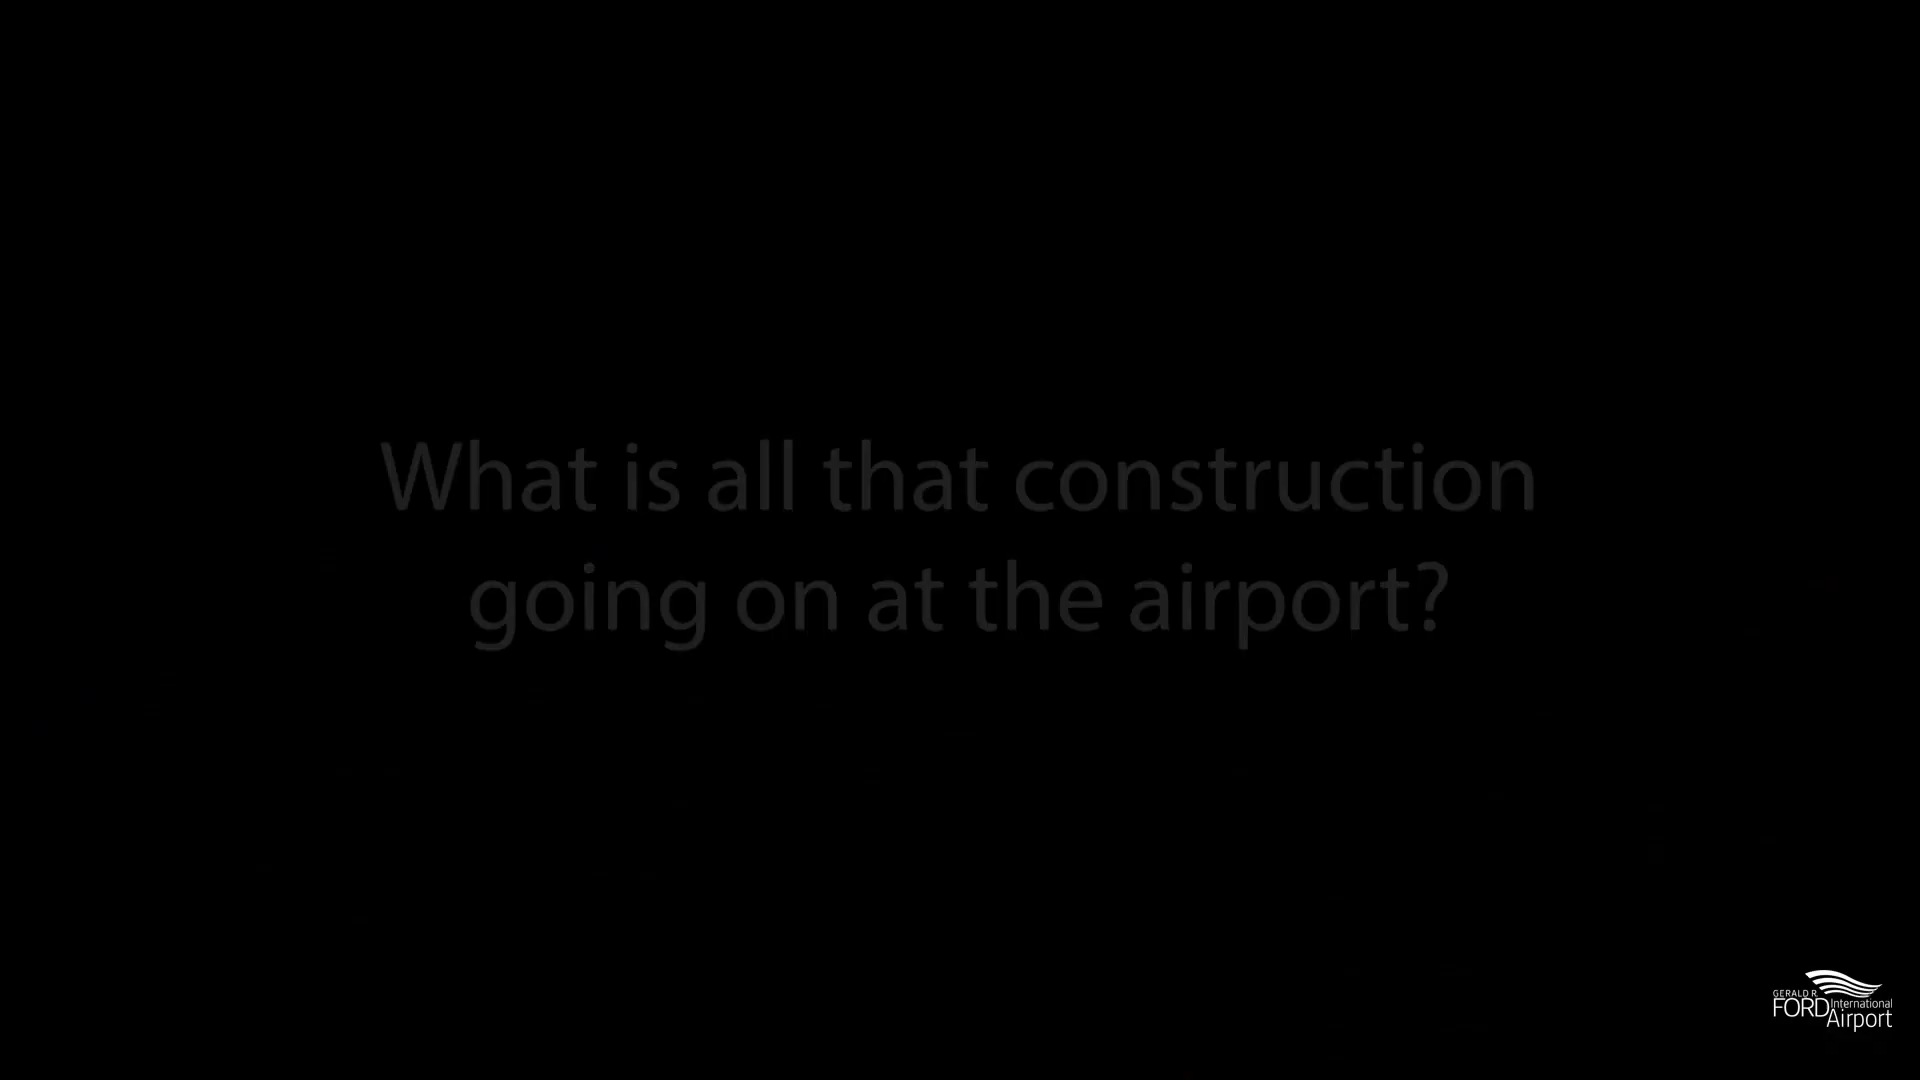 What is all that construction
going on at the airport?
GERALD R.
FORD International
Airport